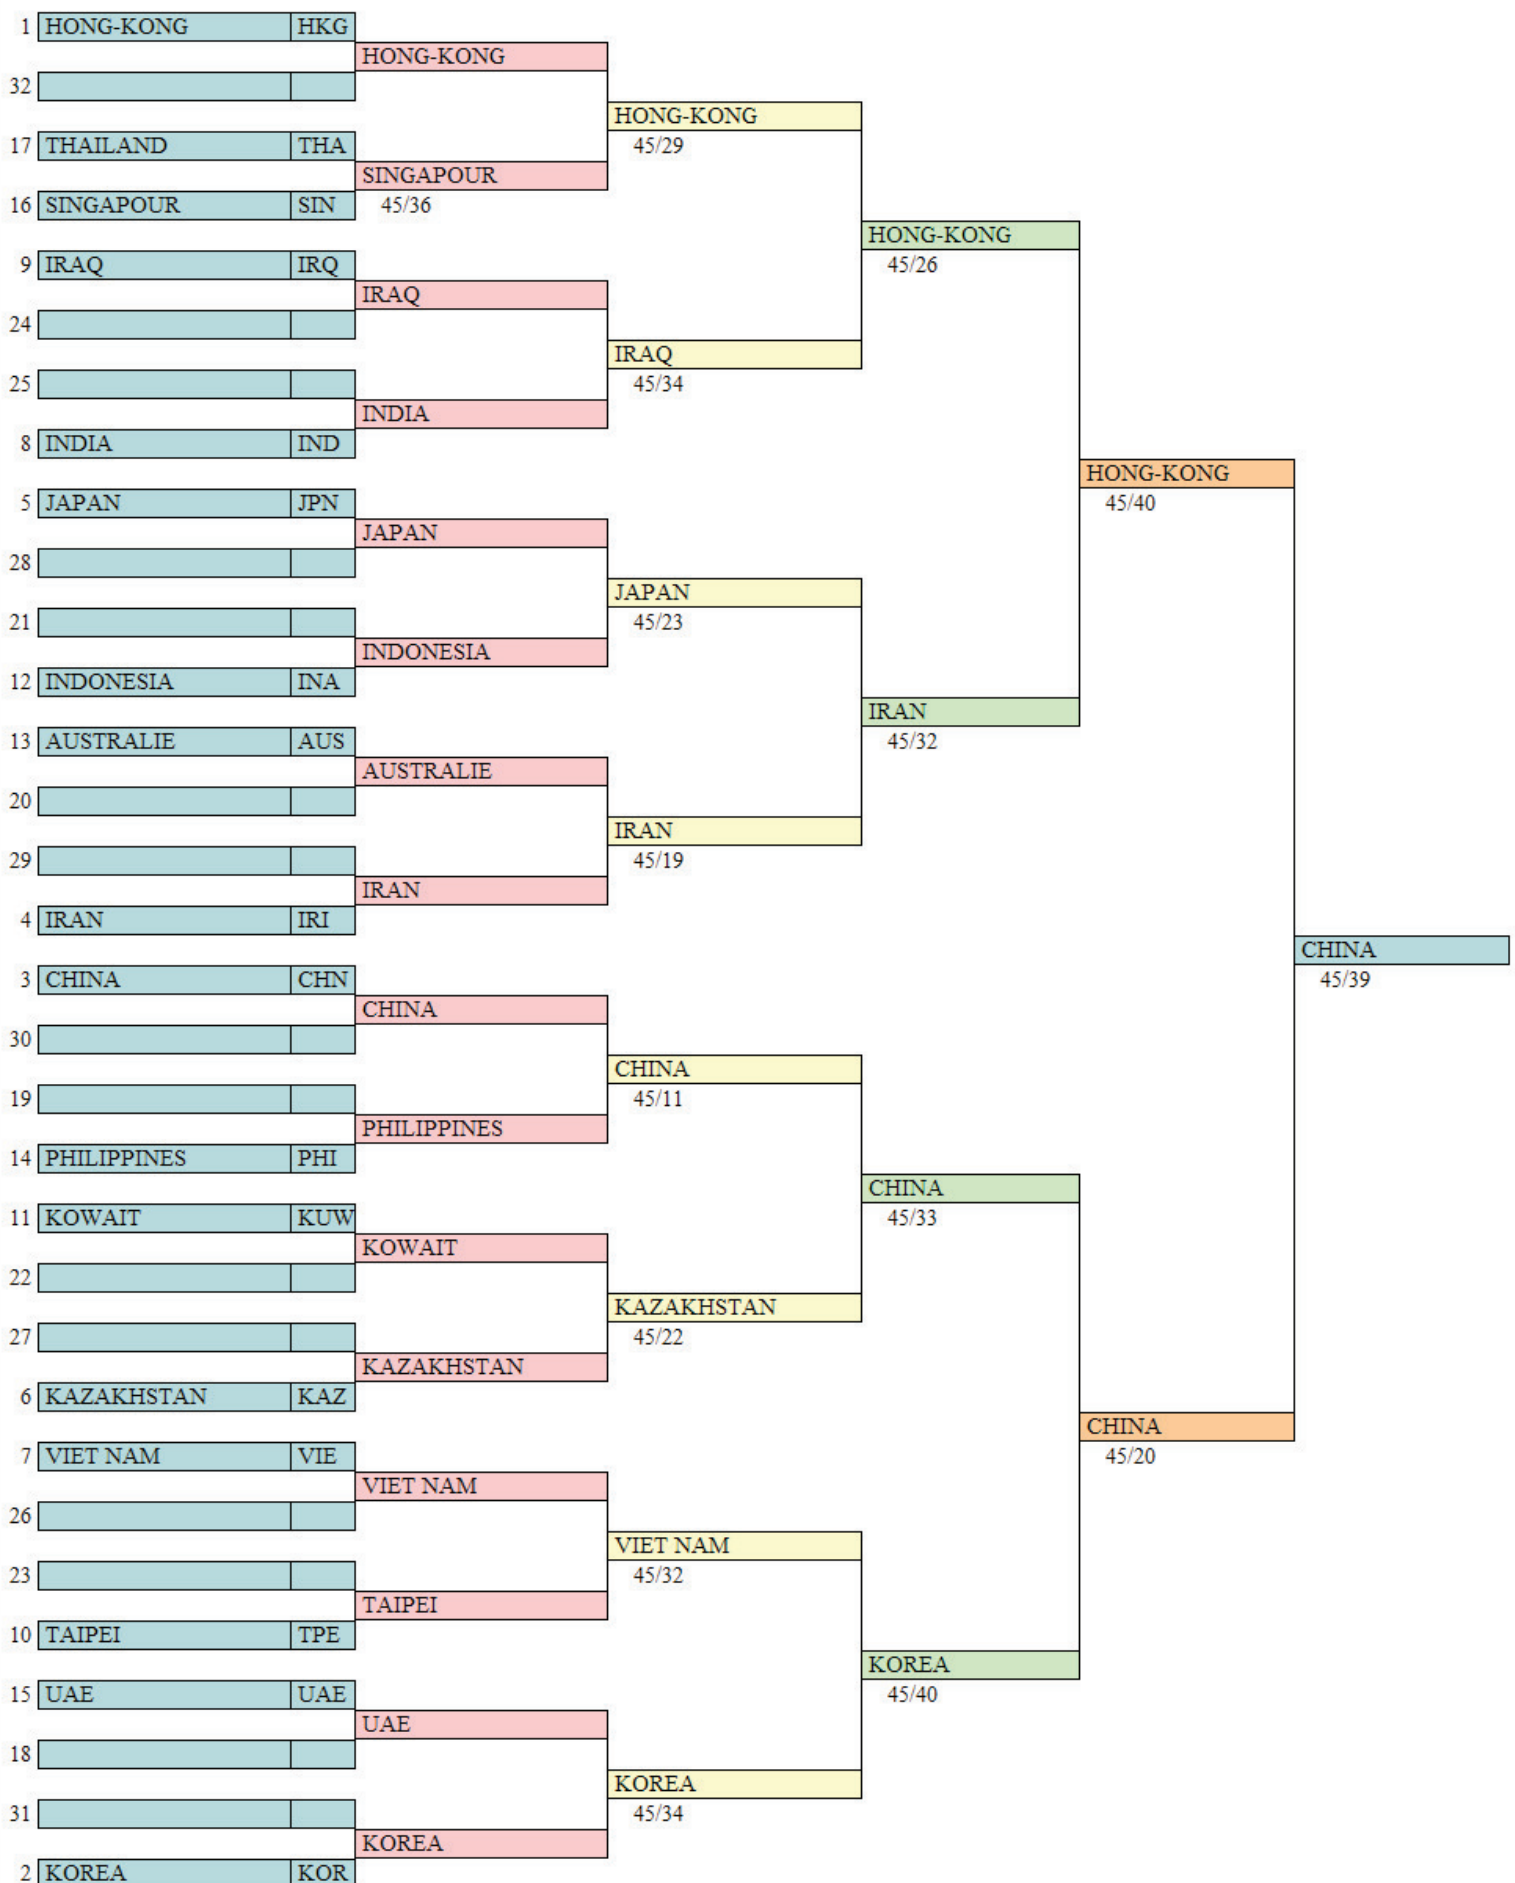 1 HONG-KONG HKG
HONG-KONG
32
HONG-KONG
17 THAILAND THA 45/29
SINGAPOUR
16 SINGAPOUR SIN 45/36
HONG-KONG
9 IRAQ IRQ 45/26
IRAQ
24
IRAQ
25 45/34
INDIA
8 INDIA IND
HONG-KONG
5 JAPAN JPN 45/40
JAPAN
28
JAPAN
21 45/23
INDONESIA
12 INDONESIA INA
IRAN
13 AUSTRALIE AUS 45/32
AUSTRALIE
20
IRAN
29 45/19
IRAN
4 IRAN IRI
CHINA
3 CHINA CHN 45/39
CHINA
30
CHINA
19 45/11
PHILIPPINES
14 PHILIPPINES PHI
CHINA
11 KOWAIT KUW 45/33
KOWAIT
22
KAZAKHSTAN
27 45/22
KAZAKHSTAN
6 KAZAKHSTAN KAZ
CHINA
7 VIET NAM VIE 45/20
VIET NAM
26
VIET NAM
23 45/32
TAIPEI
10 TAIPEI TPE
KOREA
15 UAE UAE 45/40
UAE
18
KOREA
31 45/34
KOREA
2 KOREA KOR